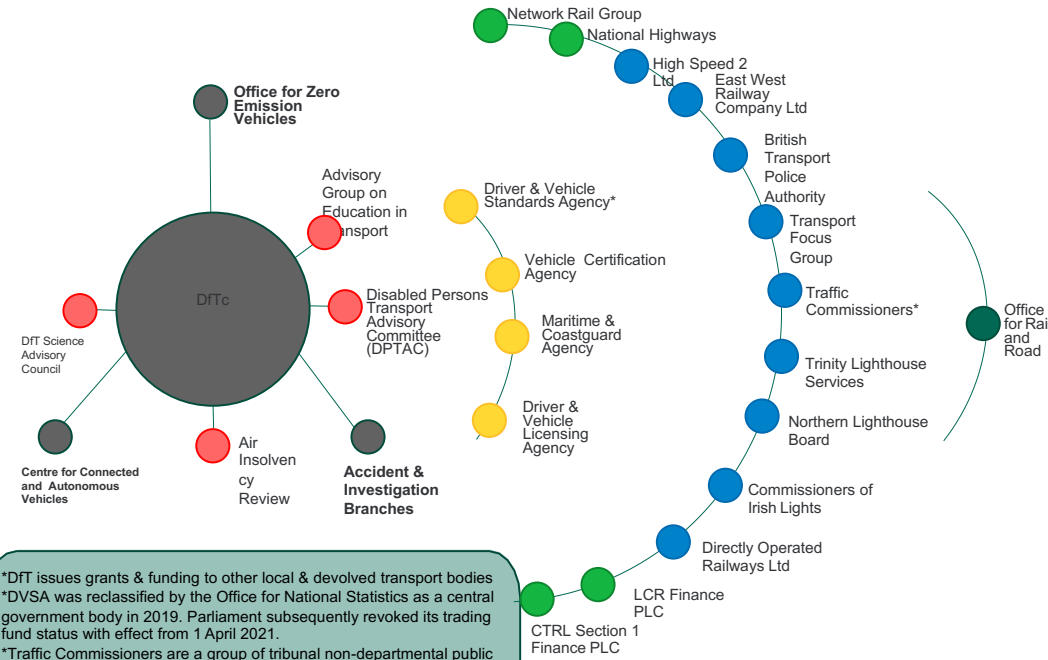 Network Rail Group
National Highways
High Speed 2
Ltd
East West
Railway
Company Ltd
British
Transport
Police
Authority
Transport
Focus
Group
Traffic
Commissioners*
Trinity Lighthouse
Services
Northern Lighthouse
Board
Commissioners of
Irish Lights
Directly Operated
Railways Ltd
LCR Finance
PLC
CTRL Section 1
Finance PLC
Office for Zero
Emission
Vehicles
Advisory
Group on
Education in
ansport
DfTc
Disabled Persons
Transport
Advisory
Committee
(DPTAC)
DfT Science
Advisory
Council
Centre for Connected
and Autonomous
Vehicles
Air
Insolven
cy
Review
Accident &
Investigation
Branches
Driver & Vehicle
Standards Agency*
Vehicle Certification
Agency
Maritime &
Coastguard
Agency
Driver &
Vehicle
Licensing
Agency
Office
for Rai
and
Road
*DfT issues grants & funding to other local & devolved transport bodies
*DVSA was reclassified by the Office for National Statistics as a central
government body in 2019. Parliament subsequently revoked its trading
fund status with effect from 1 April 2021.
*Traffic Commissioners are a group of tribunal non-departmental public